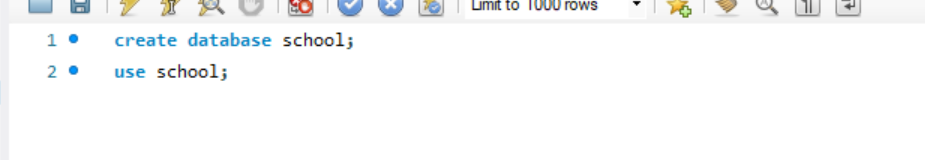 Limit to 1000 rows
1 create database school;
2 use school;